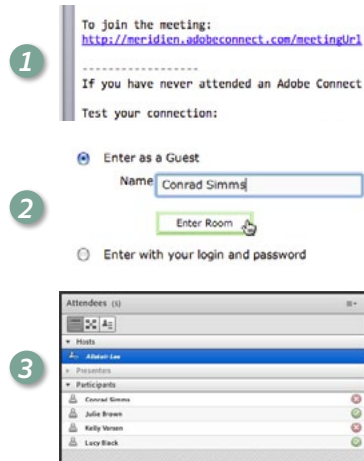 1
To join the meeting:
http://meridien.adobeconnect.com/meetingUrl
------------------
If you have never attended an Adobe Connect
Test your connection:
2
Enter as a Guest
Name Conrad Simms
Enter Room
Enter with your login and password
3
Attendees (5)
Hosts
Lee
Presenters
Participants
Conrad Simms
Julie Brown
Kelly Versen
Lucy Black